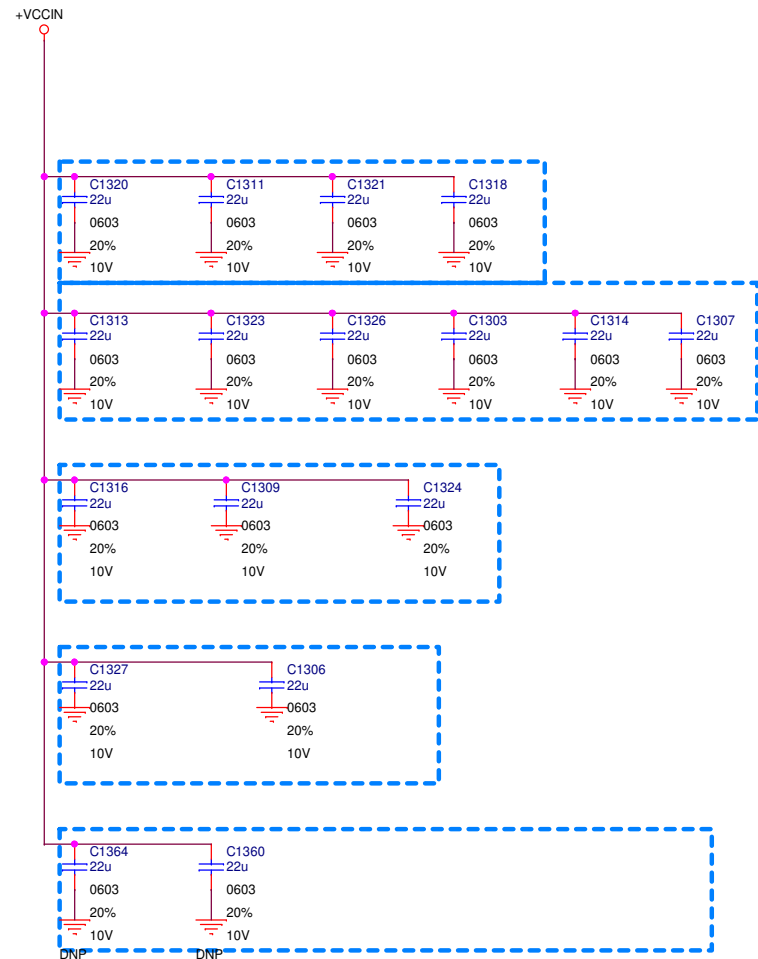 +VCCIN
C1320 C1311 C1321 C1318
22u 22u 22u 22u
0603 0603 0603 0603
20% 20% 20% 20%
10V 10V 10V 10V
C1313 C1323 C1326 C1303 C1314 C1307
22u 22u 22u 22u 22u 22u
0603 0603 0603 0603 0603 0603
20% 20% 20% 20% 20% 20%
10V 10V 10V 10V 10V 10V
C1316 C1309 C1324
22u 22u 22u
0603 0603 0603
20% 20% 20%
10V 10V 10V
C1327 C1306
22u 22u
0603 0603
20% 20%
10V 10V
C1364 C1360
22u 22u
0603 0603
20% 20%
10V 10V
DNP DNP